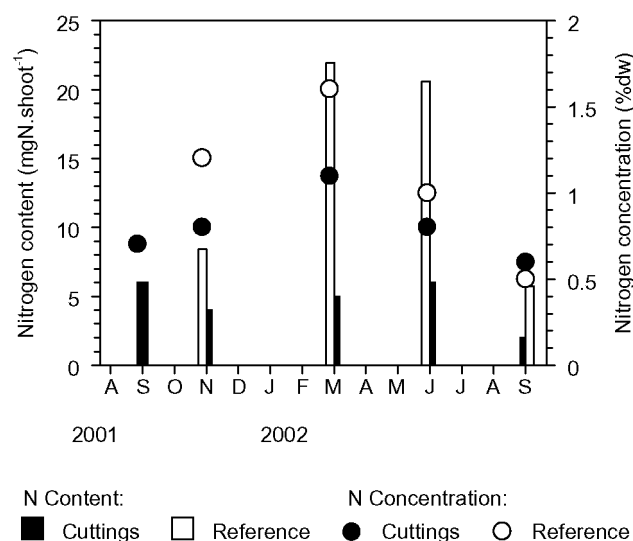 25
20
15
10
5
0
Nitrogen content (mgN.shoot⁻¹)
2
1.5
1
0.5
0
Nitrogen concentration (%dw)
A S O N D J F M A M J J A S
2001 2002
N Content: N Concentration:
Cuttings Reference Cuttings Reference